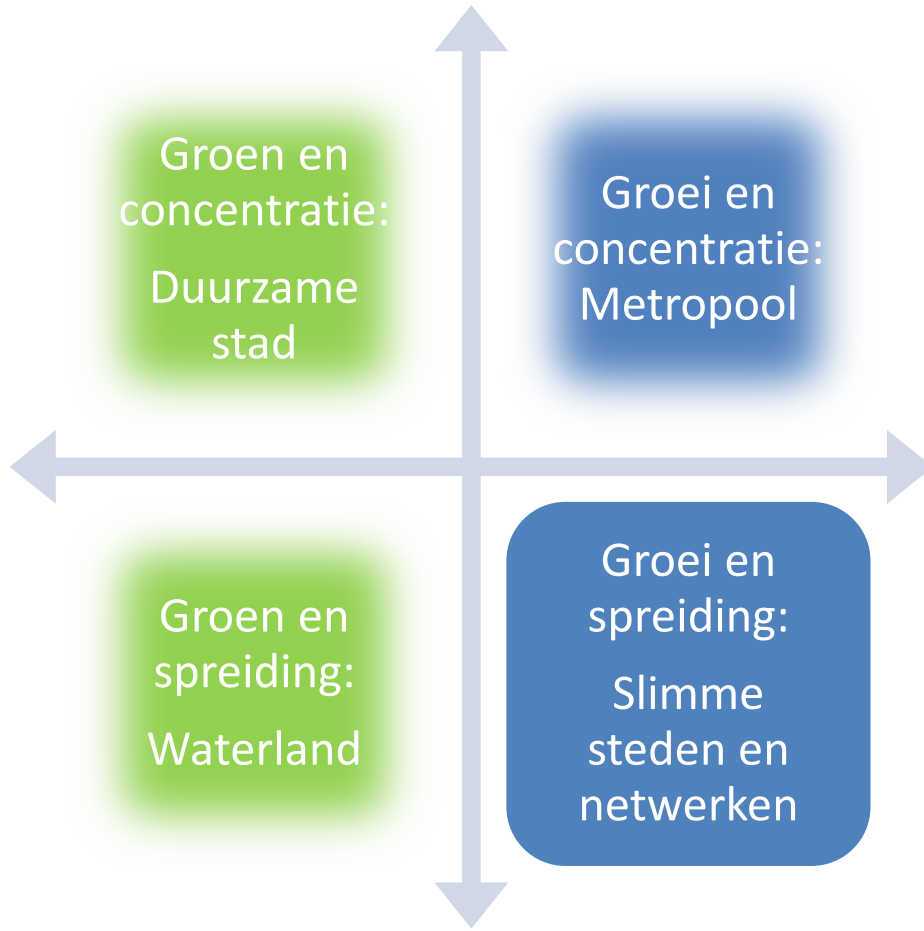 Groen en
concentratie:
Duurzame
stad
Groei en
concentratie:
Metropool
Groen en
spreiding:
Waterland
Groei en
spreiding:
Slimme
steden en
netwerken